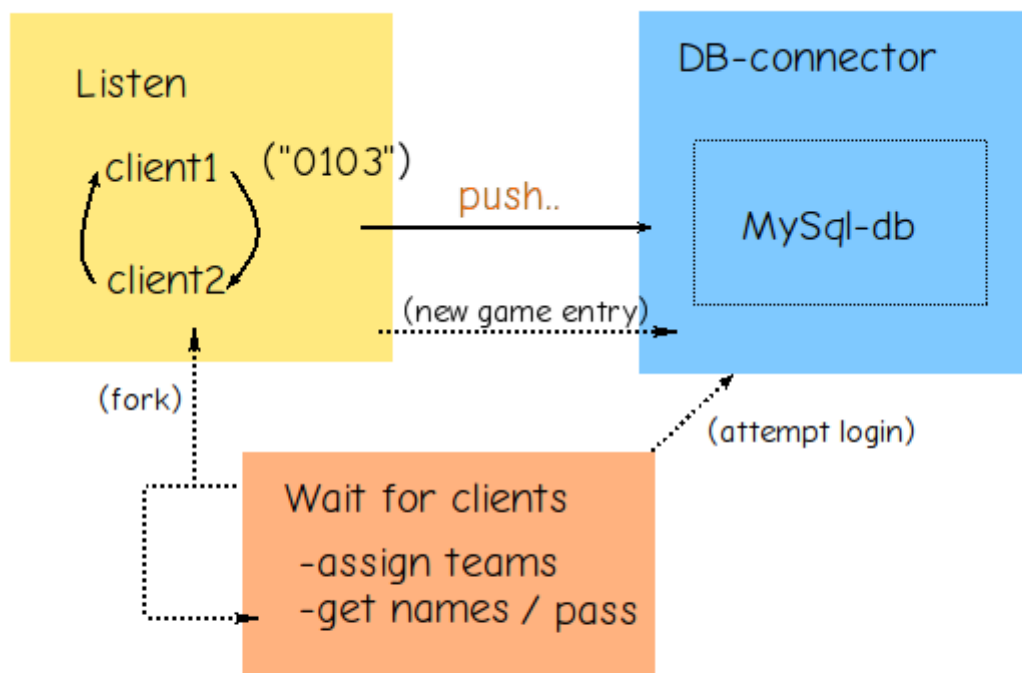 Listen
client1 ("0103")
client2
DB-connector
MySql-db
push..
(new game entry)
(fork)
(attempt login)
Wait for clients
-assign teams
-get names / pass